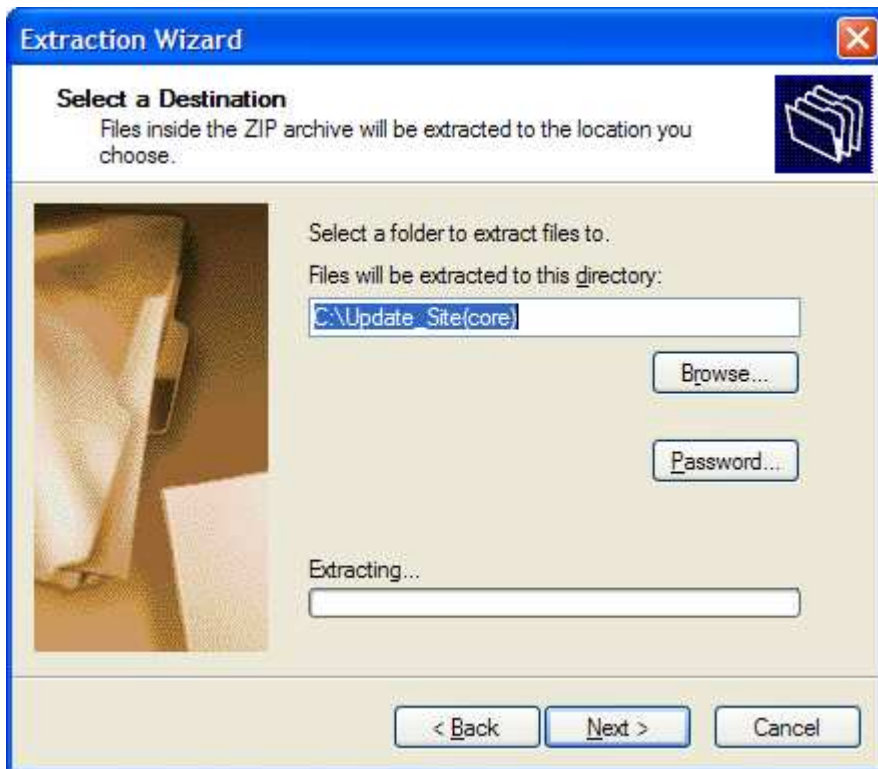 Extraction Wizard
Select a Destination
Files inside the ZIP archive will be extracted to the location you
choose.
Select a folder to extract files to.
Files will be extracted to this directory:
C:\Update_Site(core)
Browse...
Password...
Extracting...
< Back
Next >
Cancel